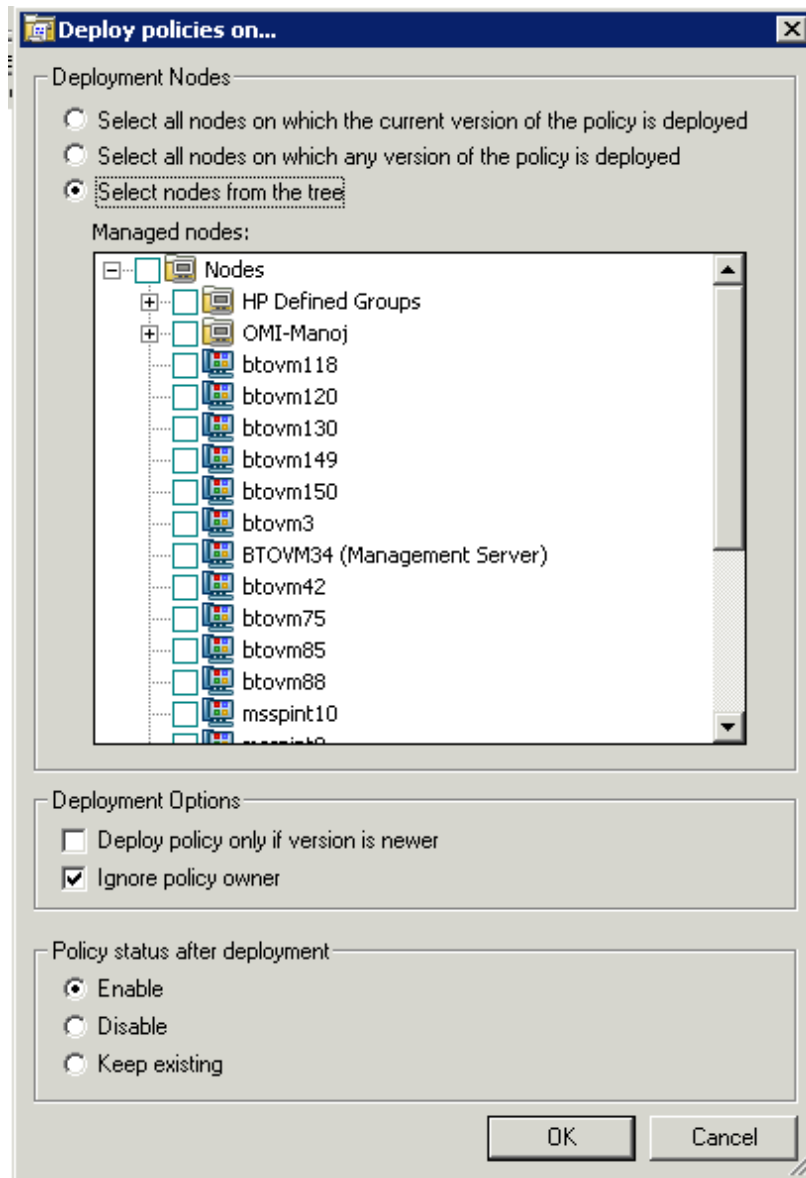 Deploy policies on...
Deployment Nodes
Select all nodes on which the current version of the policy is deployed
Select all nodes on which any version of the policy is deployed
Select nodes from the tree
Managed nodes:
Nodes
HP Defined Groups
OMI-Manoj
btovm118
btovm120
btovm130
btovm149
btovm150
btovm3
BTOVM34 (Management Server)
btovm42
btovm75
btovm85
btovm88
msspint10
Deployment Options
Deploy policy only if version is newer
Ignore policy owner
Policy status after deployment
Enable
Disable
Keep existing
OK Cancel